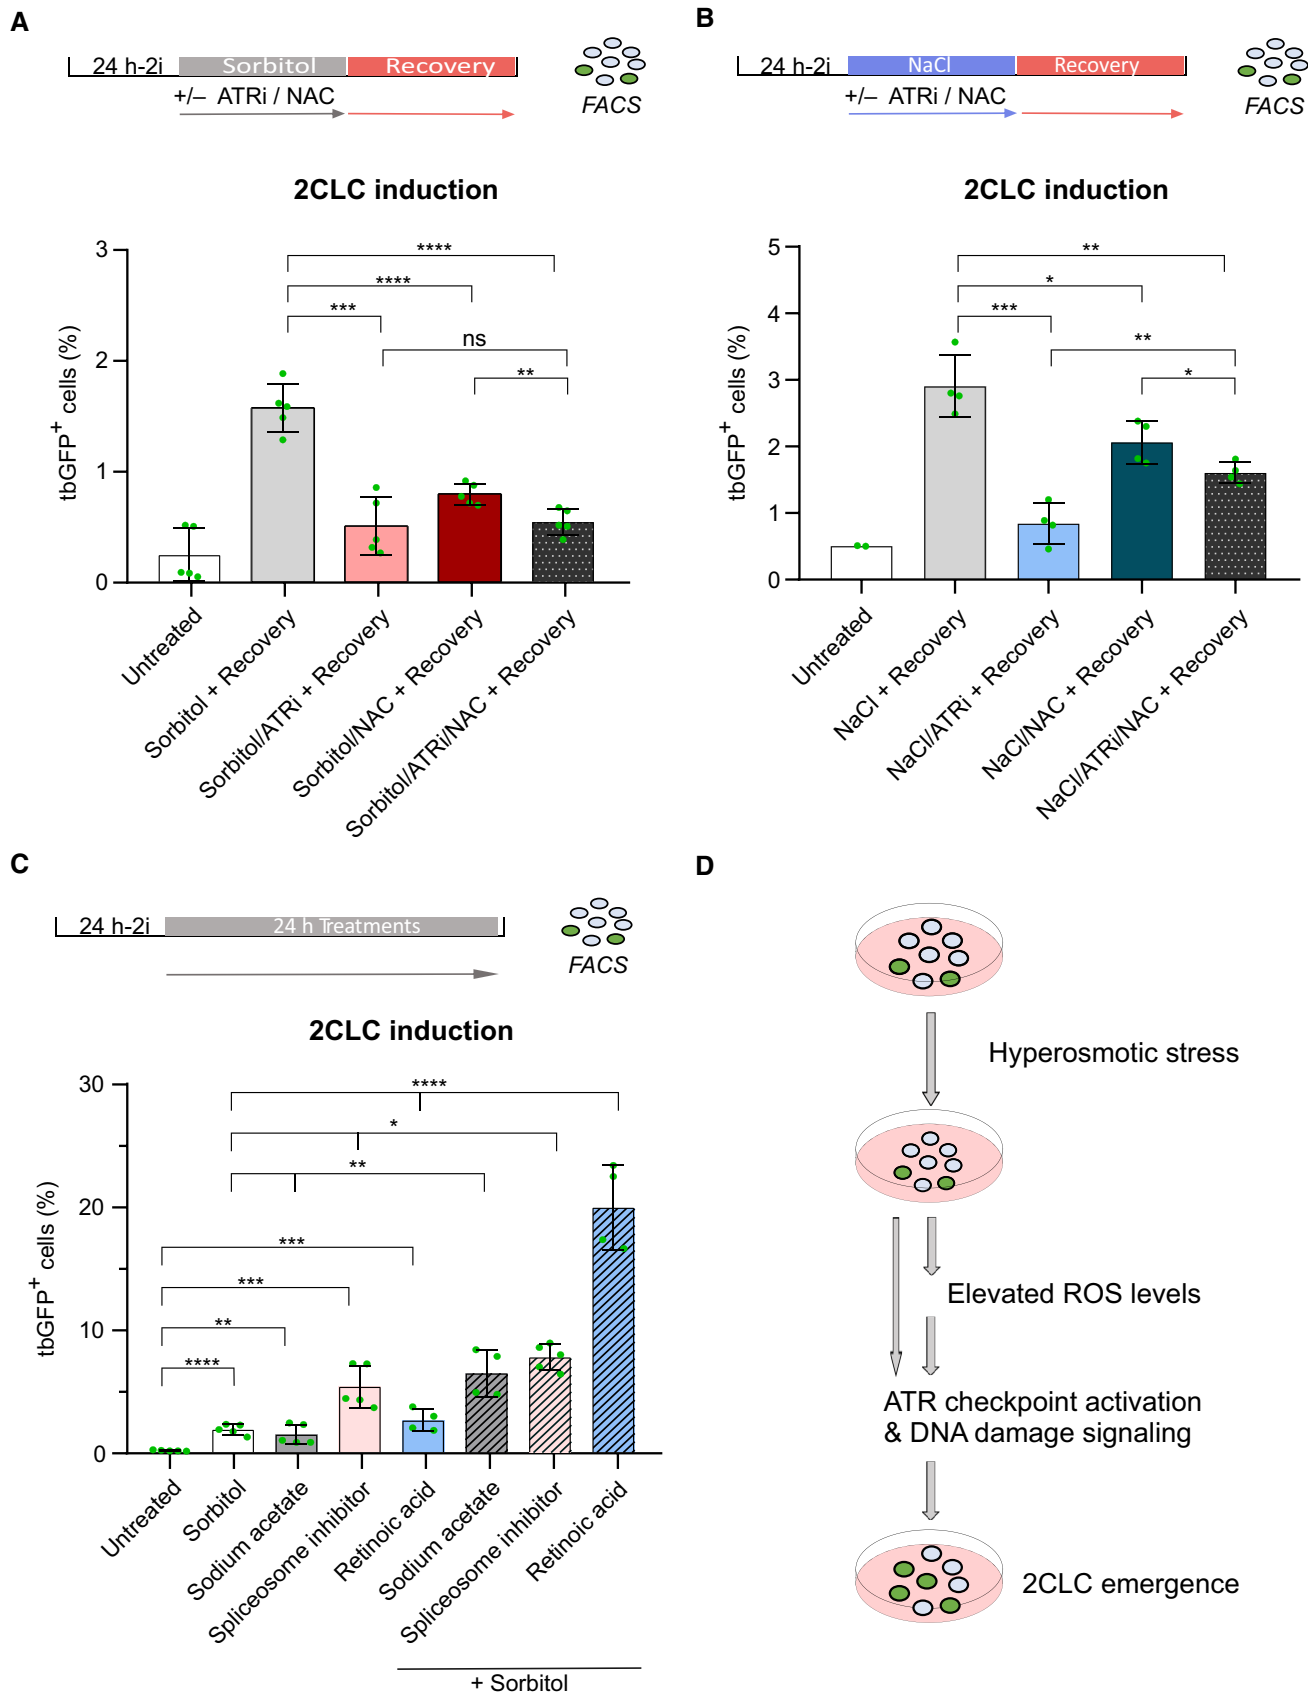 A
24 h-2i Sorbitol Recovery
+/– ATRi / NAC
FACS
2CLC induction
tbGFP+ cells (%)
3
2
1
0
****
****
***
ns
**
Untreated
Sorbitol + Recovery
Sorbitol/ATRi + Recovery
Sorbitol/NAC + Recovery
Sorbitol/ATRi/NAC + Recovery
B
24 h-2i NaCl Recovery
+/– ATRi / NAC
FACS
2CLC induction
tbGFP+ cells (%)
5
4
3
2
1
0
**
*
***
**
*
Untreated
NaCl + Recovery
NaCl/ATRi + Recovery
NaCl/NAC + Recovery
NaCl/ATRi/NAC + Recovery
C
24 h-2i 24 h Treatments
FACS
2CLC induction
tbGFP+ cells (%)
30
20
10
0
****
*
**
***
***
**
****
Untreated
Sorbitol
Sodium acetate
Spliceosome inhibitor
Retinoic acid
Sodium acetate
Spliceosome inhibitor
Retinoic acid
+ Sorbitol
D
Hyperosmotic stress
Elevated ROS levels
ATR checkpoint activation
& DNA damage signaling
2CLC emergence